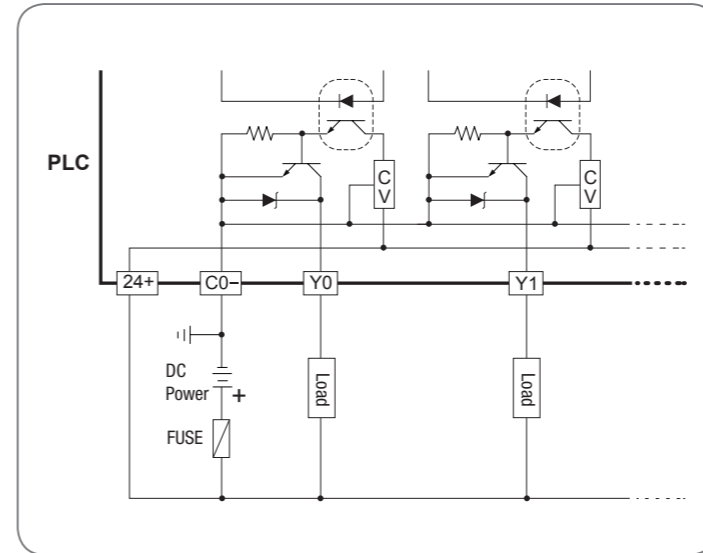 PLC
C V
C V
24+
C0−
Y0
Y1
DC
Power
+
Load
Load
FUSE